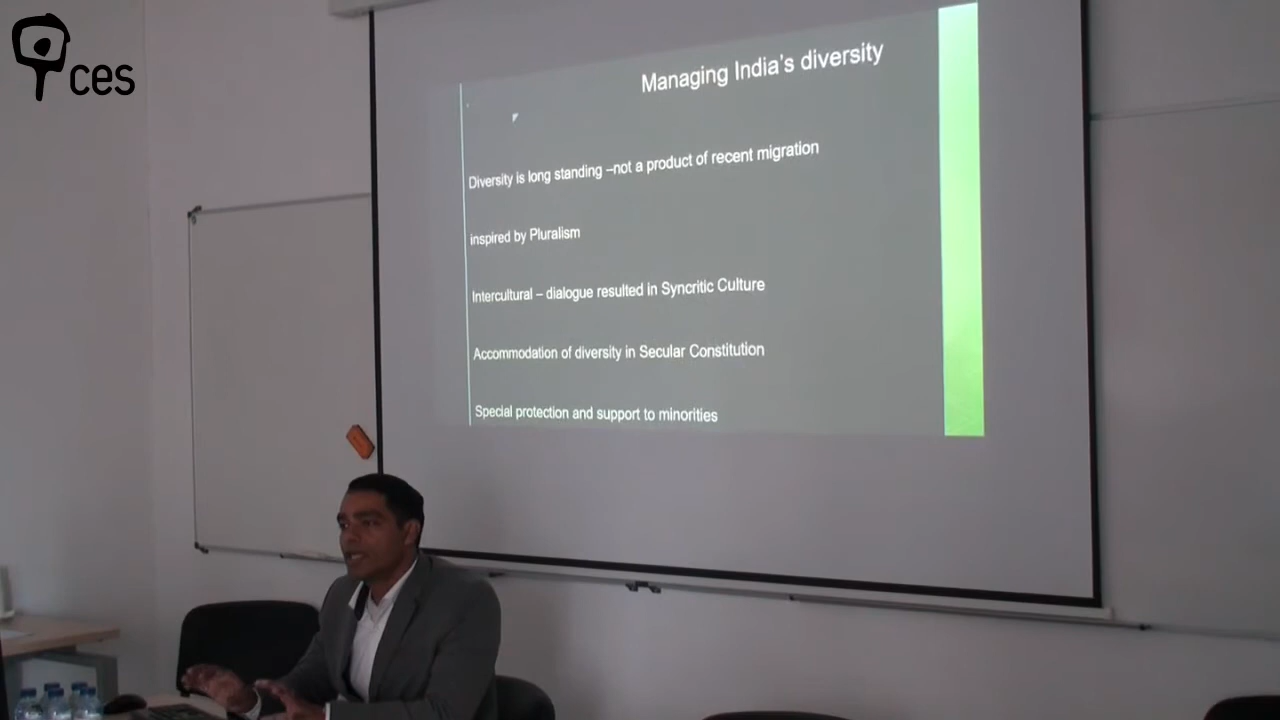 ces
Managing India's diversity
Diversity is long standing –not a product of recent migration
inspired by Pluralism
Intercultural – dialogue resulted in Syncritic Culture
Accommodation of diversity in Secular Constitution
Special protection and support to minorities